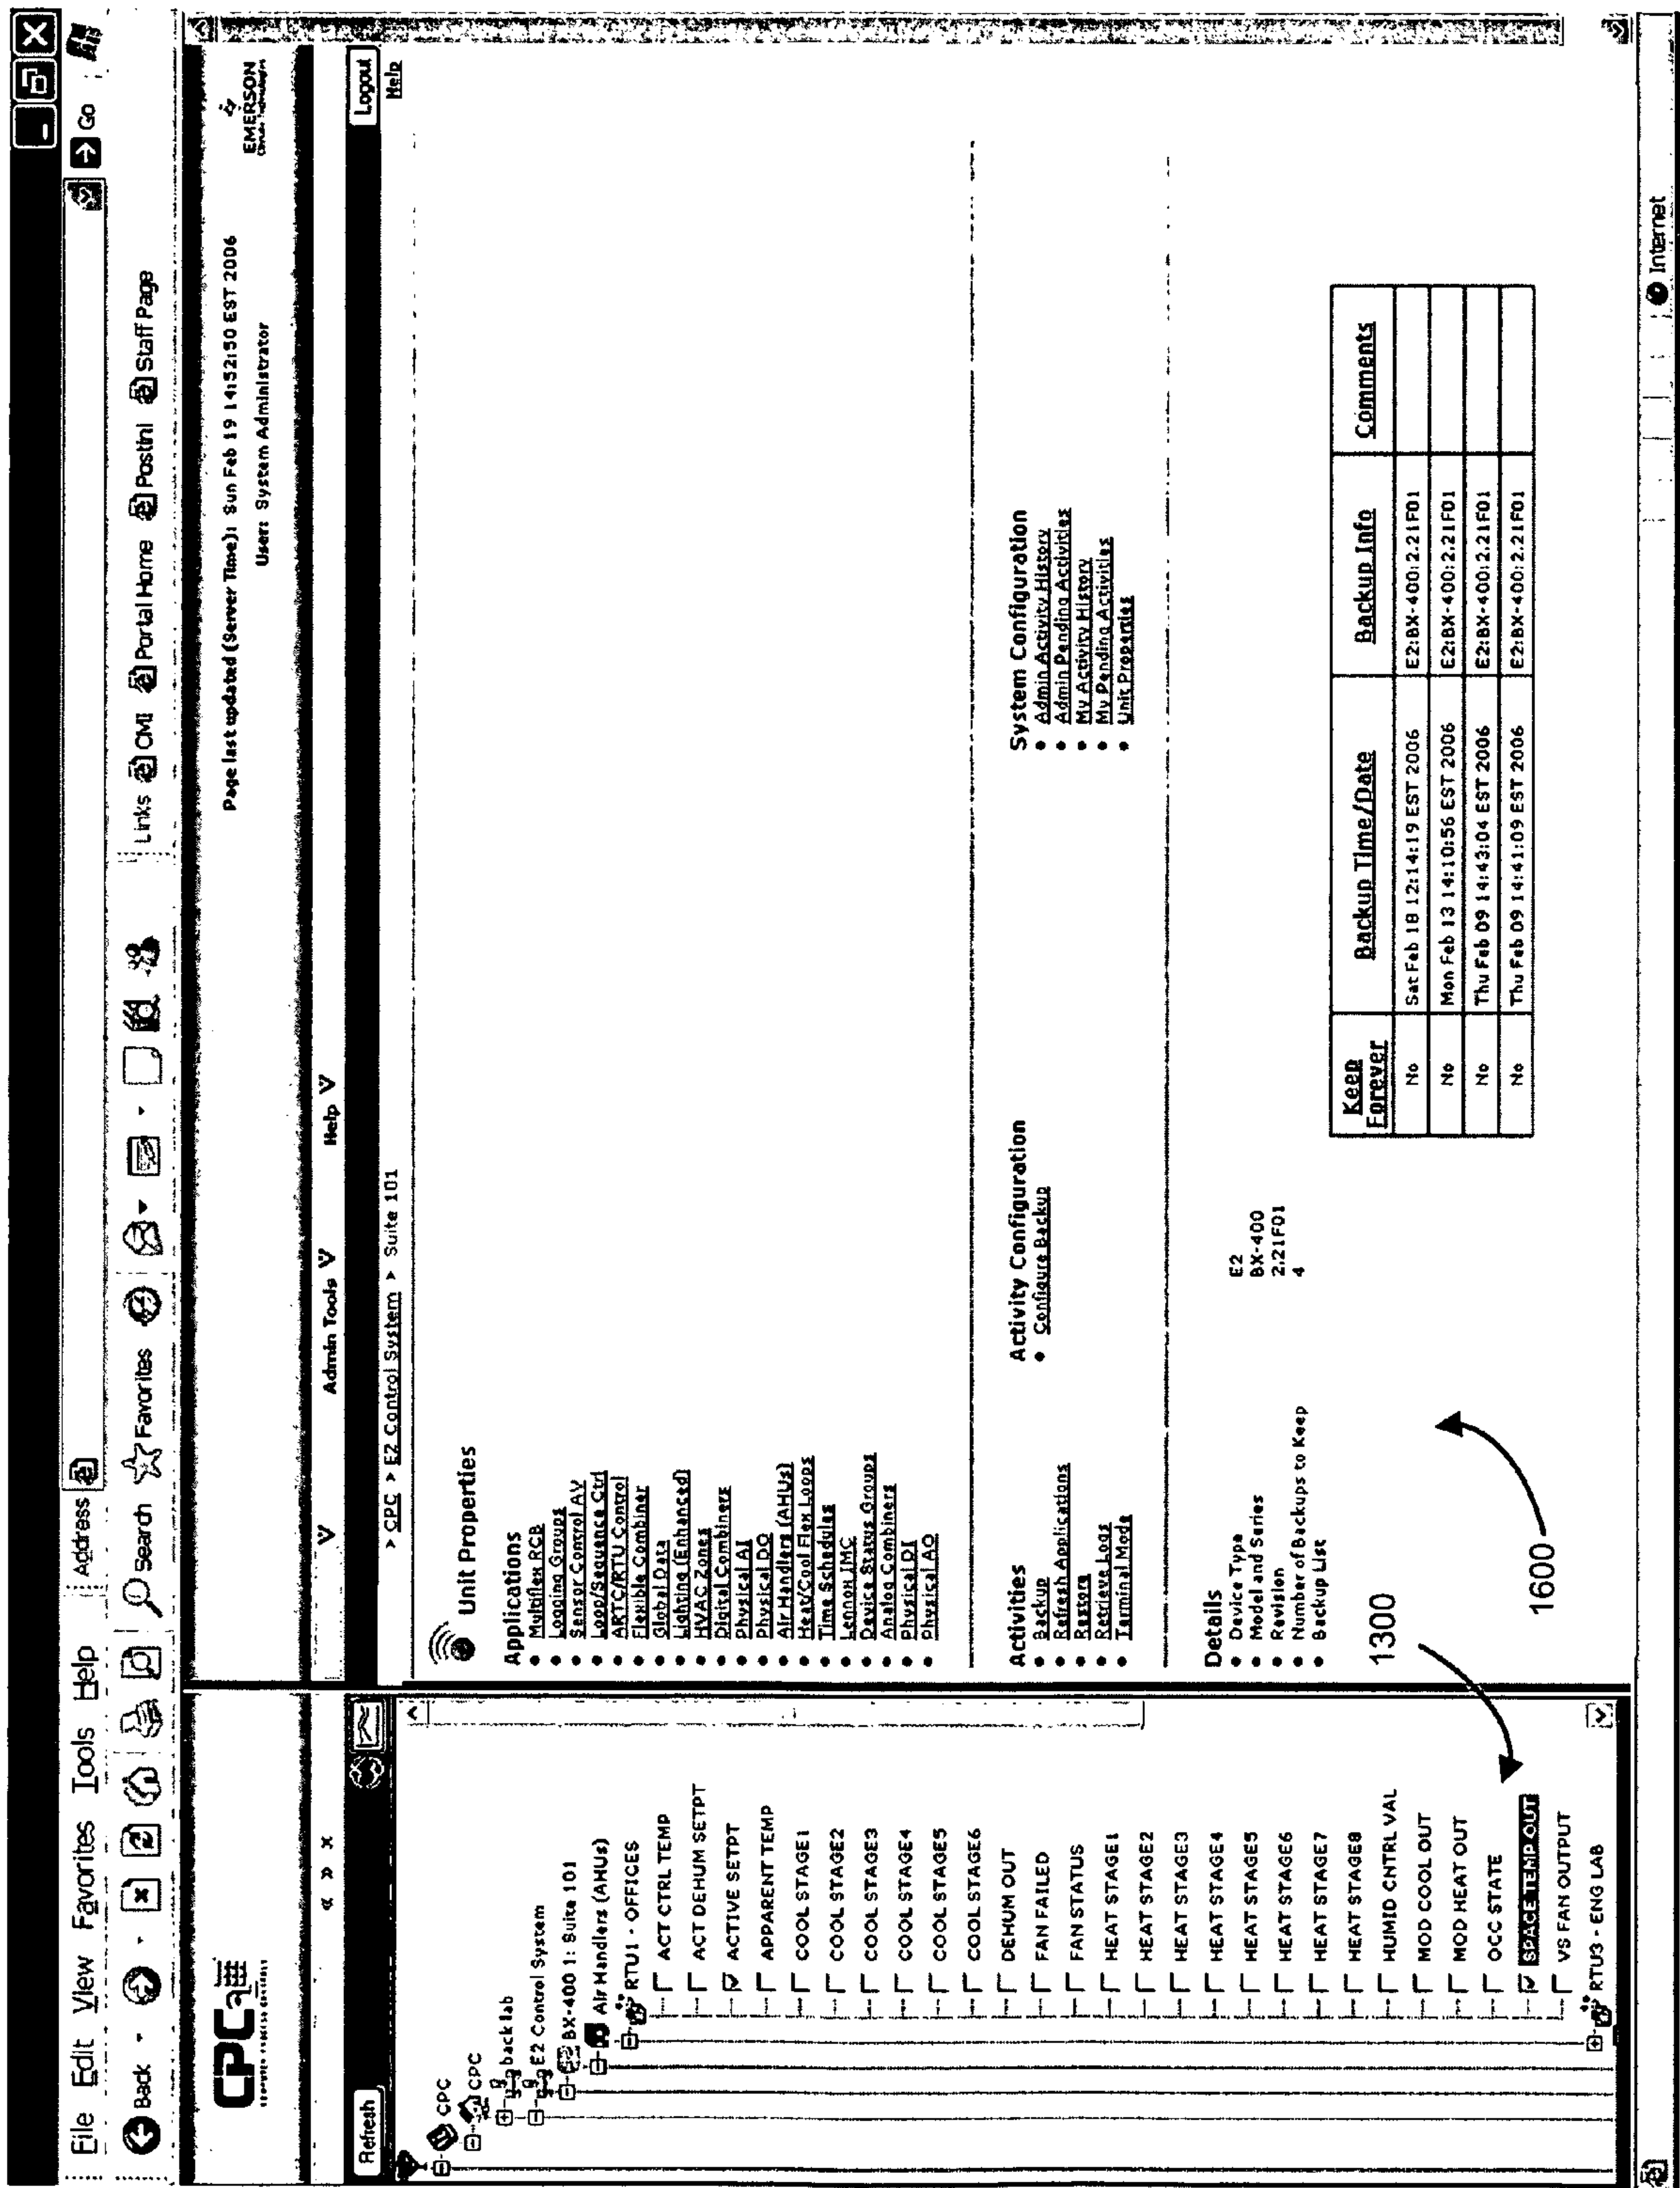 File Edit View Favorites Tools Help
Address
Go
Back
Search
Favorites
Links
CMI
Portal Home
Postini
Staff Page
CPC
EMERSON
Page last updated (Server Time): Sun Feb 19 14:52:50 EST 2006
User: System Administrator
Admin Tools
Help
Refresh
Logout
Help
> CPC > E2 Control System > Suite 101
CPC
CPC
back lab
E2 Control System
BX-400 1: Suite 101
Air Handlers (AHUs)
RTU1 - OFFICES
ACT CTRL TEMP
ACT DEHUM SETPT
ACTIVE SETPT
APPARENT TEMP
COOL STAGE1
COOL STAGE2
COOL STAGE3
COOL STAGE4
COOL STAGE5
COOL STAGE6
DEHUM OUT
FAN FAILED
FAN STATUS
HEAT STAGE1
HEAT STAGE2
HEAT STAGE3
HEAT STAGE4
HEAT STAGE5
HEAT STAGE6
HEAT STAGE7
HEAT STAGE8
HUMID CNTRL VAL
MOD COOL OUT
MOD HEAT OUT
OCC STATE
SPACE TEMP OUT
VS FAN OUTPUT
RTU3 - ENG LAB
Unit Properties
Applications
Multiflex RCB
Logging Groups
Sensor Control AV
Loop/Sequence Ctrl
ARTC/RTU Control
Flexible Combiner
Global Data
Lighting (Enhanced)
HVAC Zones
Digital Combiners
Physical AI
Physical DO
Air Handlers (AHUs)
Heat/Cool Flex Loops
Time Schedules
Lennox IMC
Device Status Groups
Analog Combiners
Physical DI
Physical AO
Activities
Backup
Refresh Applications
Restore
Retrieve Logs
Terminal Mode
Activity Configuration
Configure Backup
System Configuration
Admin Activity History
Admin Pending Activities
My Activity History
My Pending Activities
Unit Properties
Details
Device Type E2
Model and Series BX-400
Revision 2.21F01
Number of Backups to Keep 4
Backup List
Keep Forever Backup Time/Date Backup Info Comments
No Sat Feb 18 12:14:19 EST 2006 E2:BX-400:2.21F01
No Mon Feb 13 14:10:56 EST 2006 E2:BX-400:2.21F01
No Thu Feb 09 14:43:04 EST 2006 E2:BX-400:2.21F01
No Thu Feb 09 14:41:09 EST 2006 E2:BX-400:2.21F01
1300
1600
Internet